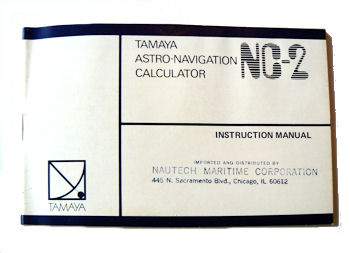 TAMAYA
ASTRO-NAVIGATION
CALCULATOR
NC-2
INSTRUCTION MANUAL
IMPORTED AND DISTRIBUTED BY
NAUTECH MARITIME CORPORATION
445 N. Sacramento Blvd., Chicago, IL 60612
TAMAYA